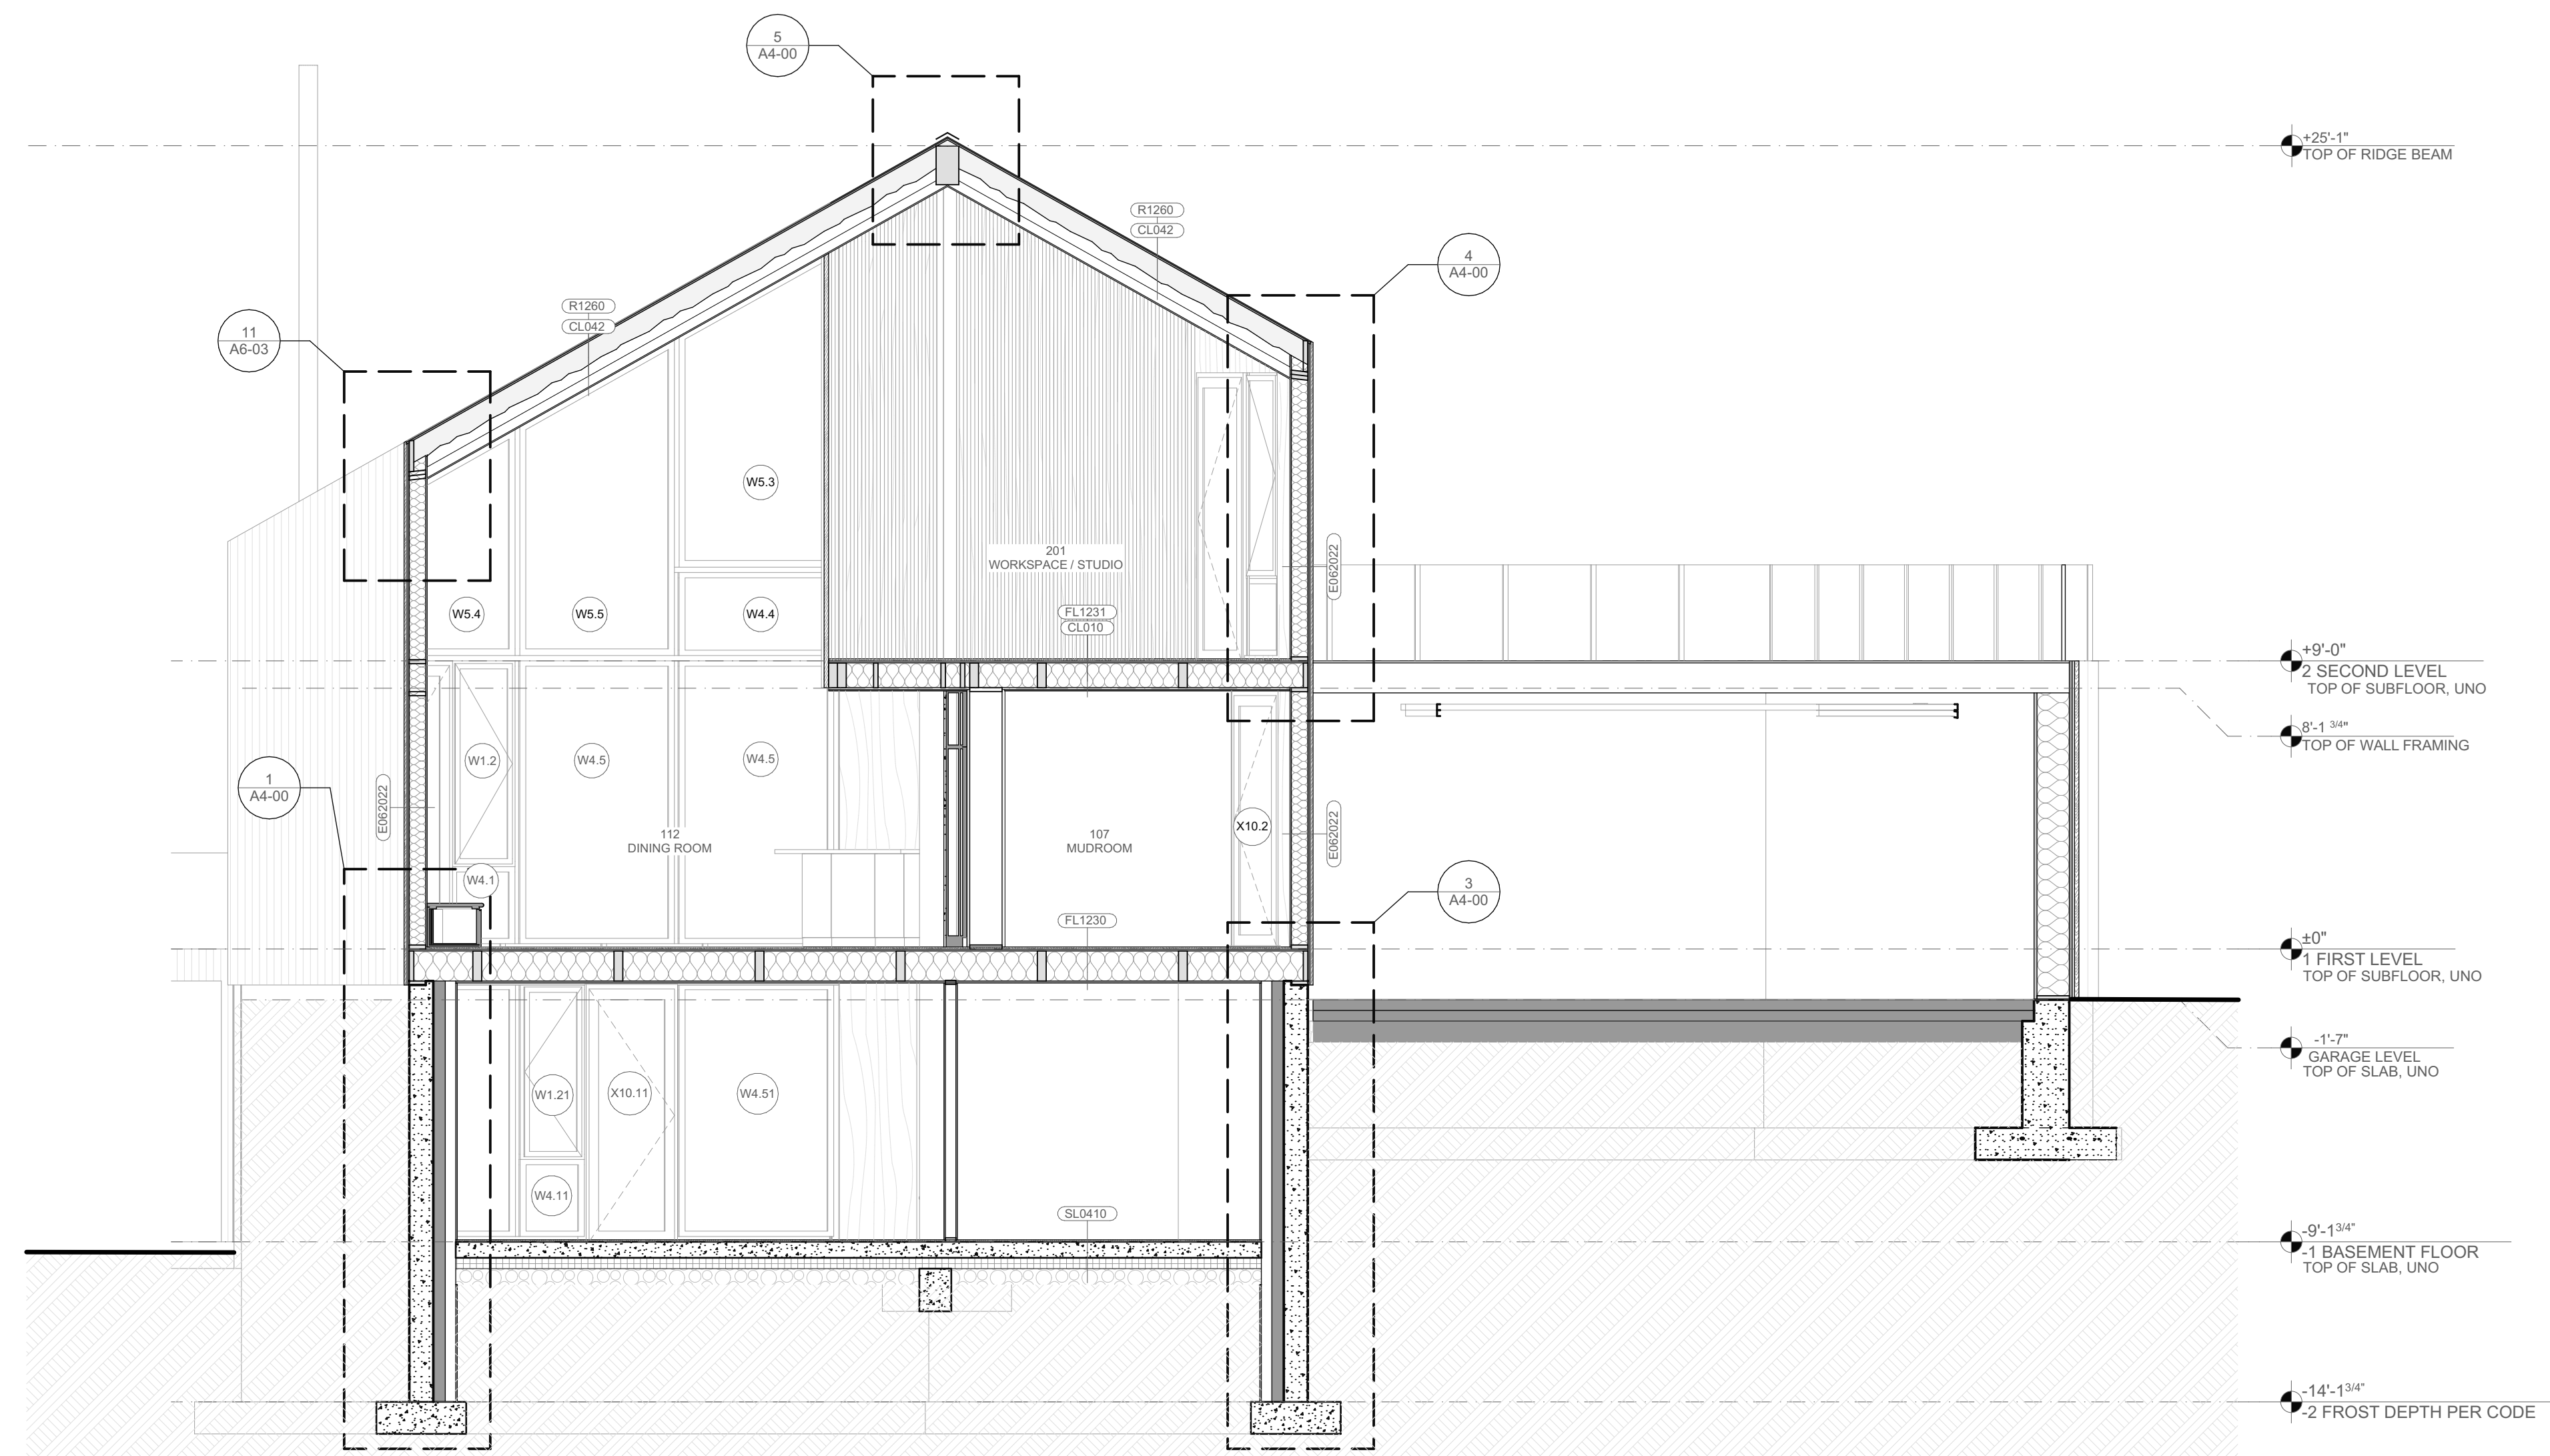 5
A4-00
+25'-1"
TOP OF RIDGE BEAM
R1260
CL042
4
A4-00
R1260
CL042
11
A6-03
W5.3
201
WORKSPACE / STUDIO
E062022
W5.4
W5.5
W4.4
FL1231
CL010
+9'-0"
2 SECOND LEVEL
TOP OF SUBFLOOR, UNO
8'-1 3/4"
TOP OF WALL FRAMING
W1.2
W4.5
W4.5
1
A4-00
E062022
112
DINING ROOM
107
MUDROOM
X10.2
E062022
W4.1
3
A4-00
FL1230
±0"
1 FIRST LEVEL
TOP OF SUBFLOOR, UNO
-1'-7"
GARAGE LEVEL
TOP OF SLAB, UNO
W1.21
X10.11
W4.51
W4.11
SL0410
-9'-1 3/4"
-1 BASEMENT FLOOR
TOP OF SLAB, UNO
-14'-1 3/4"
-2 FROST DEPTH PER CODE